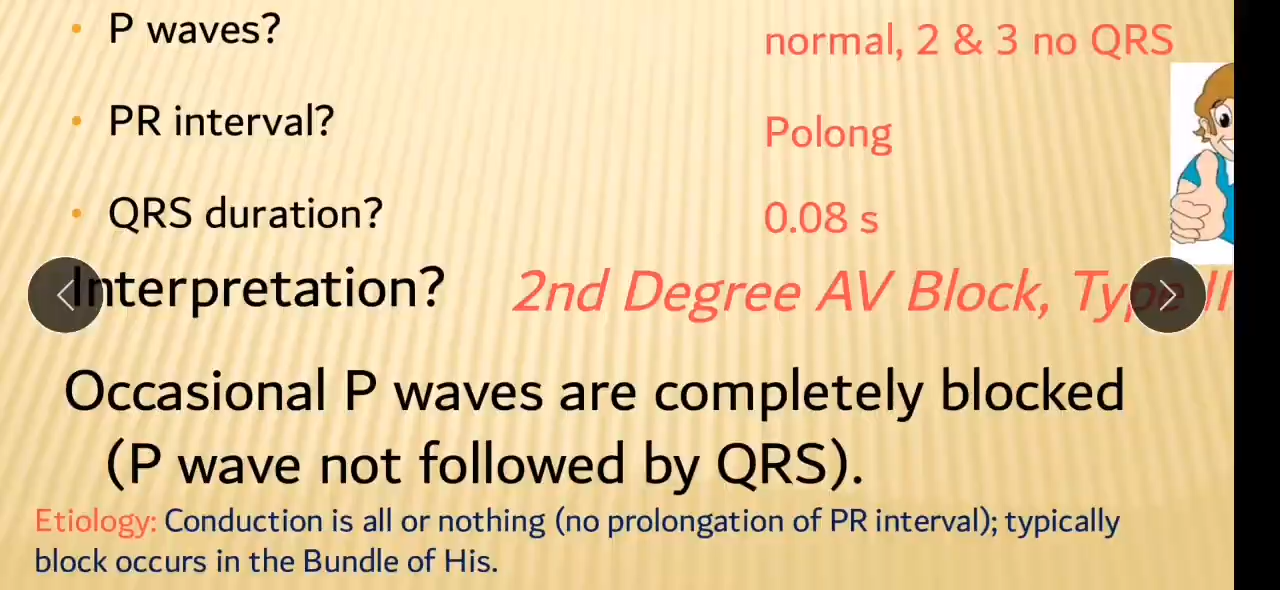 • P waves? normal, 2 & 3 no QRS
• PR interval? Polong
• QRS duration? 0.08 s
Interpretation? 2nd Degree AV Block, Type II
Occasional P waves are completely blocked
(P wave not followed by QRS).
Etiology: Conduction is all or nothing (no prolongation of PR interval); typically
block occurs in the Bundle of His.